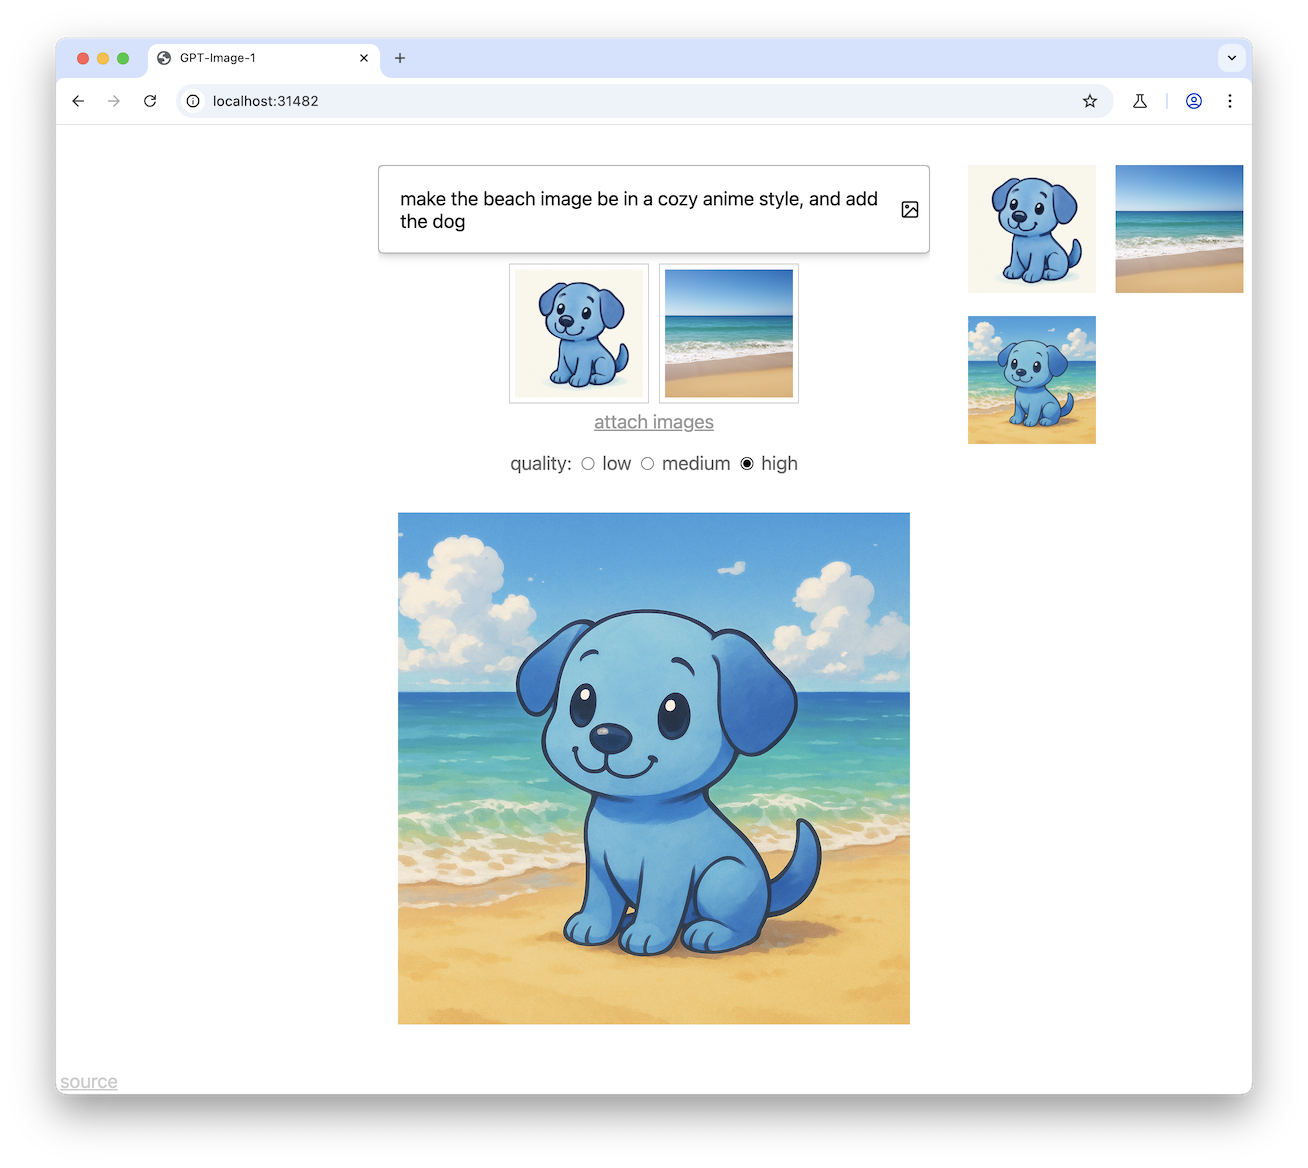 GPT-Image-1
localhost:31482
make the beach image be in a cozy anime style, and add
the dog
attach images
quality: low medium high
source